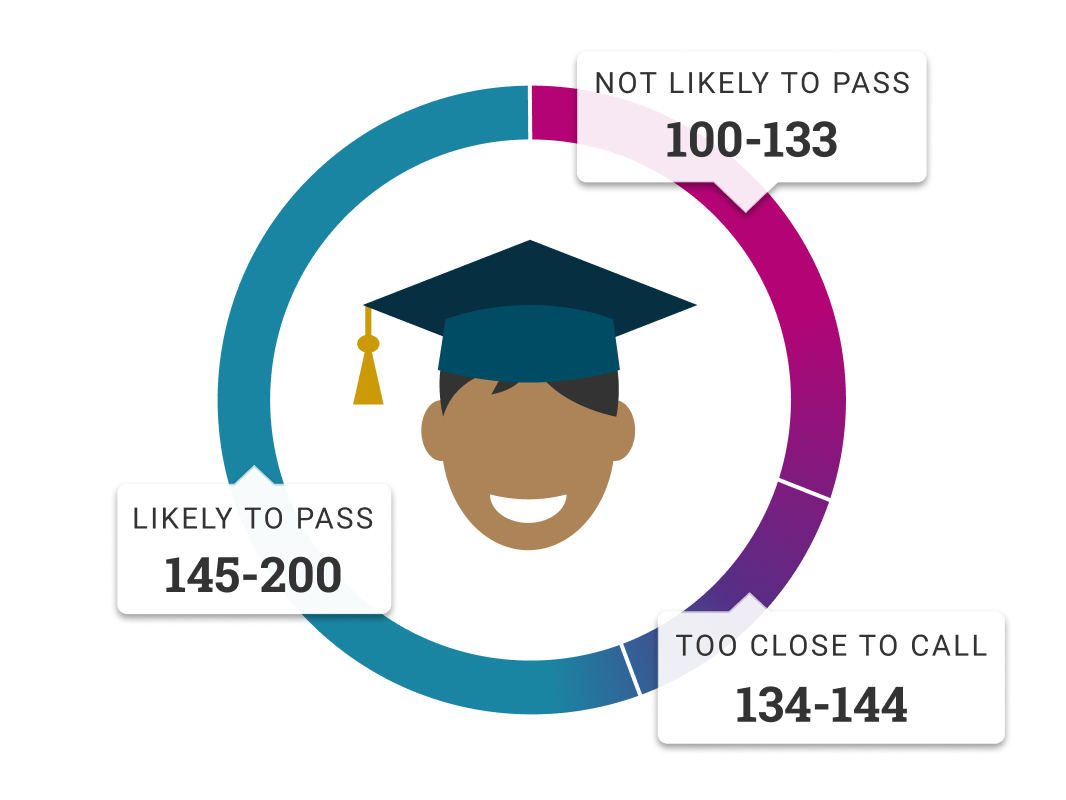 NOT LIKELY TO PASS
100-133
LIKELY TO PASS
145-200
TOO CLOSE TO CALL
134-144